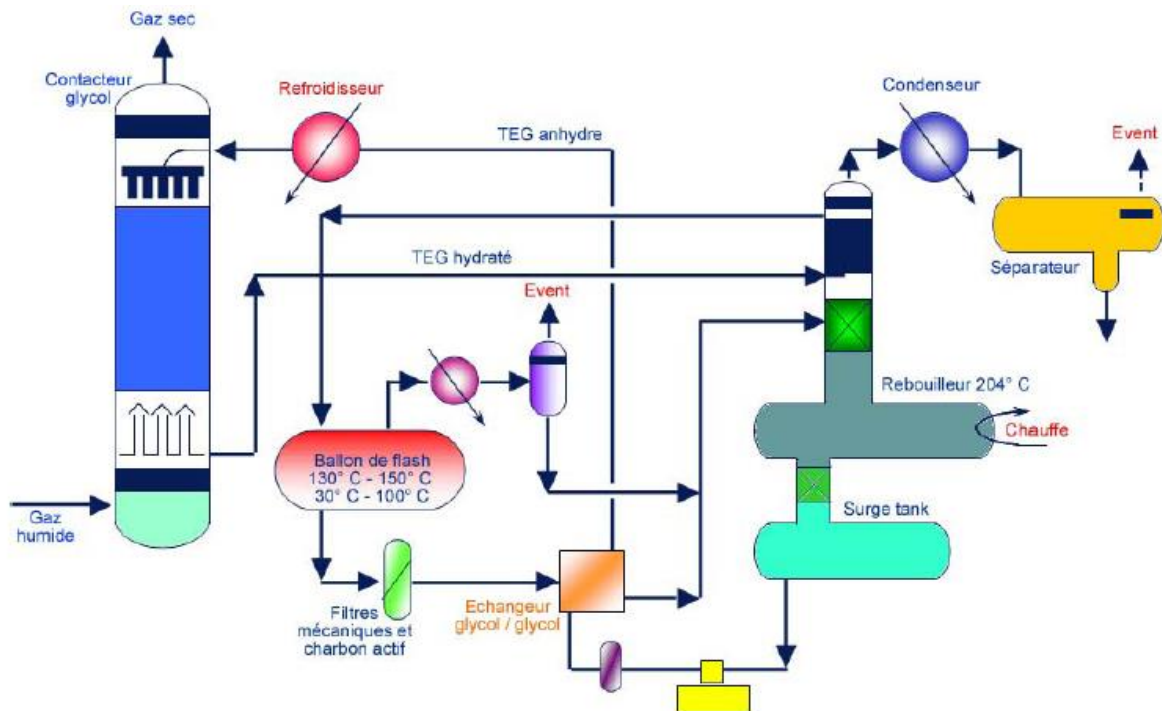 Gaz sec
Contacteur
glycol
Refroidisseur
TEG anhydre
Condenseur
Event
TEG hydraté
Séparateur
Event
Rebouilleur 204° C
Chauffe
Ballon de flash
130° C - 150° C
30° C - 100° C
Surge tank
Gaz
humide
Filtres
mécaniques et
charbon actif
Echangeur
glycol / glycol